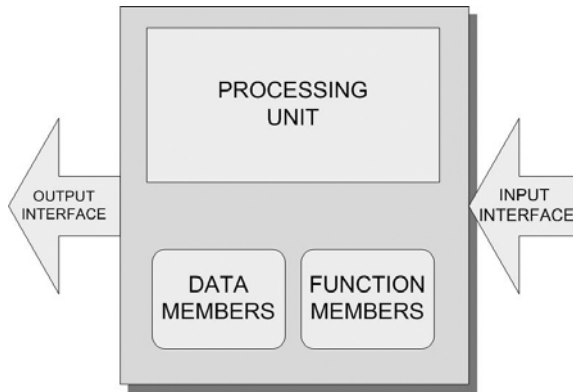 PROCESSING
UNIT
OUTPUT
INTERFACE
INPUT
INTERFACE
DATA
MEMBERS
FUNCTION
MEMBERS